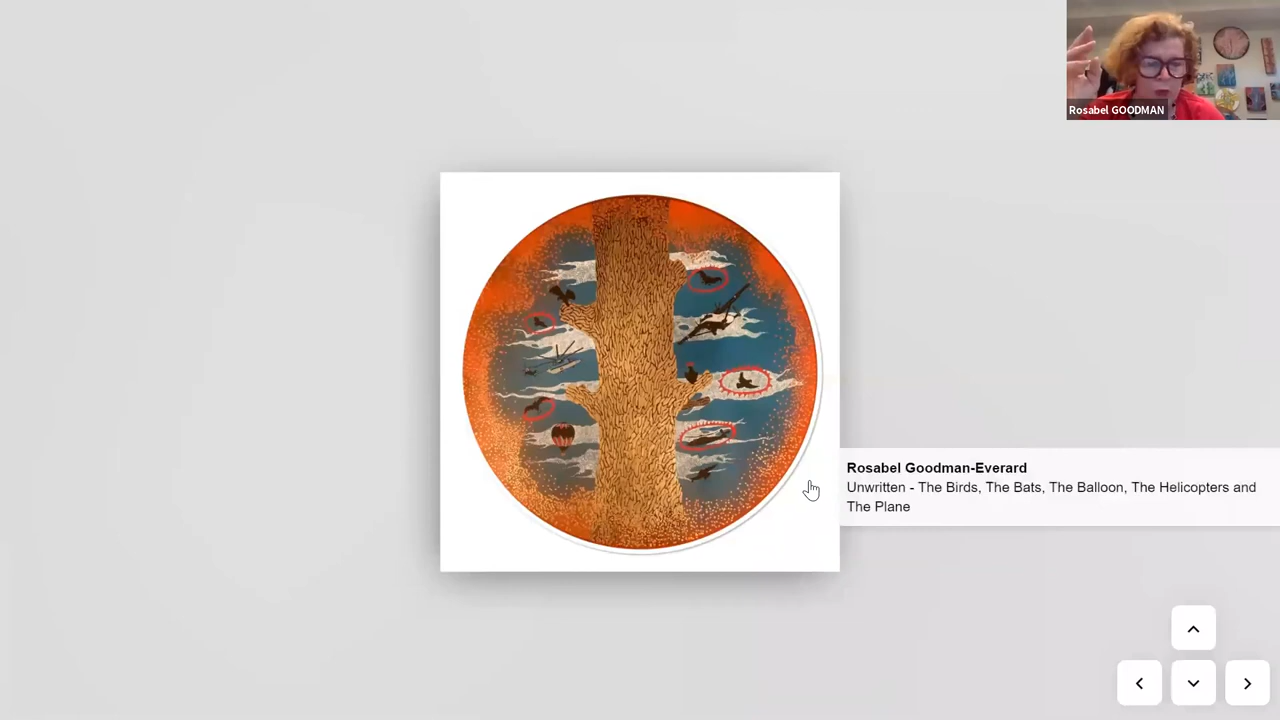 Rosabel GOODMAN
Rosabel Goodman-Everard
Unwritten - The Birds, The Bats, The Balloon, The Helicopters and
The Plane